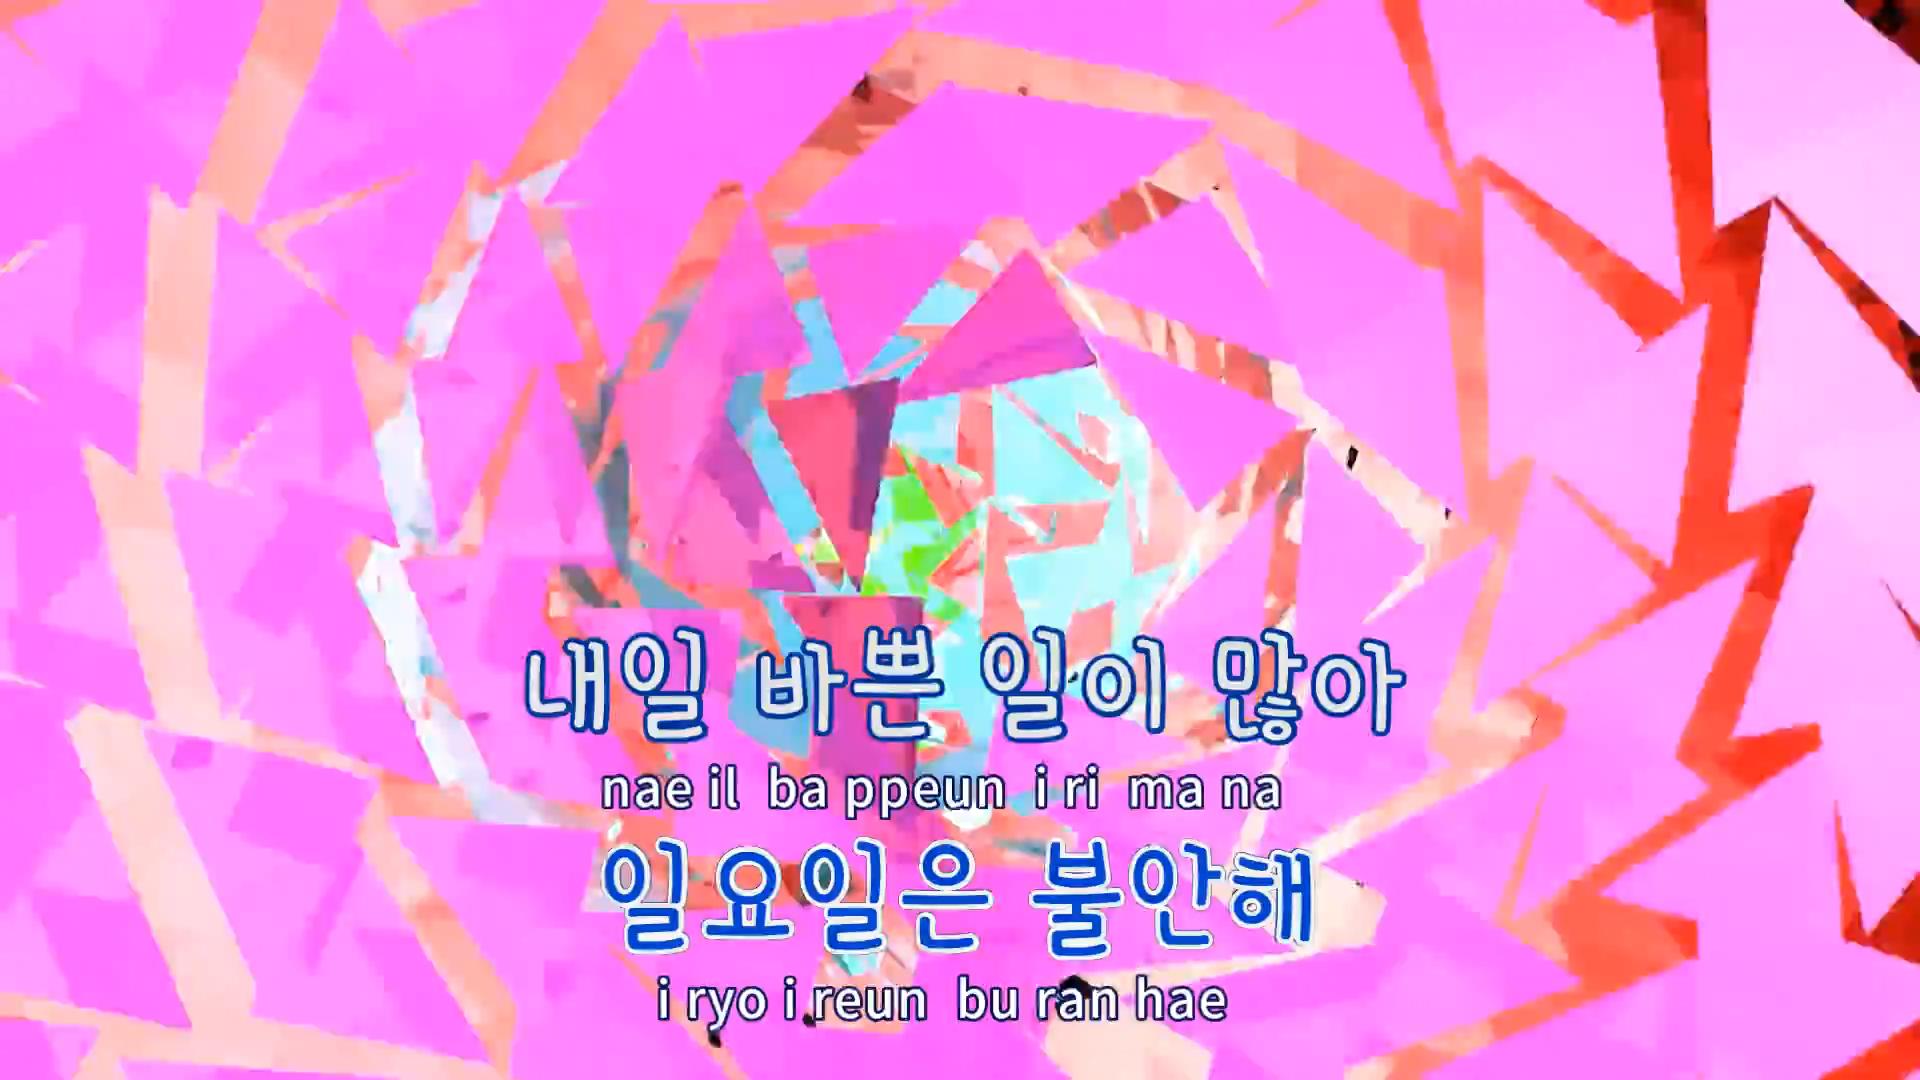 내일 바쁜 일이 많아
nae il ba ppeun i ri ma na
일요일은 불안해
i ryo i reun bu ran hae